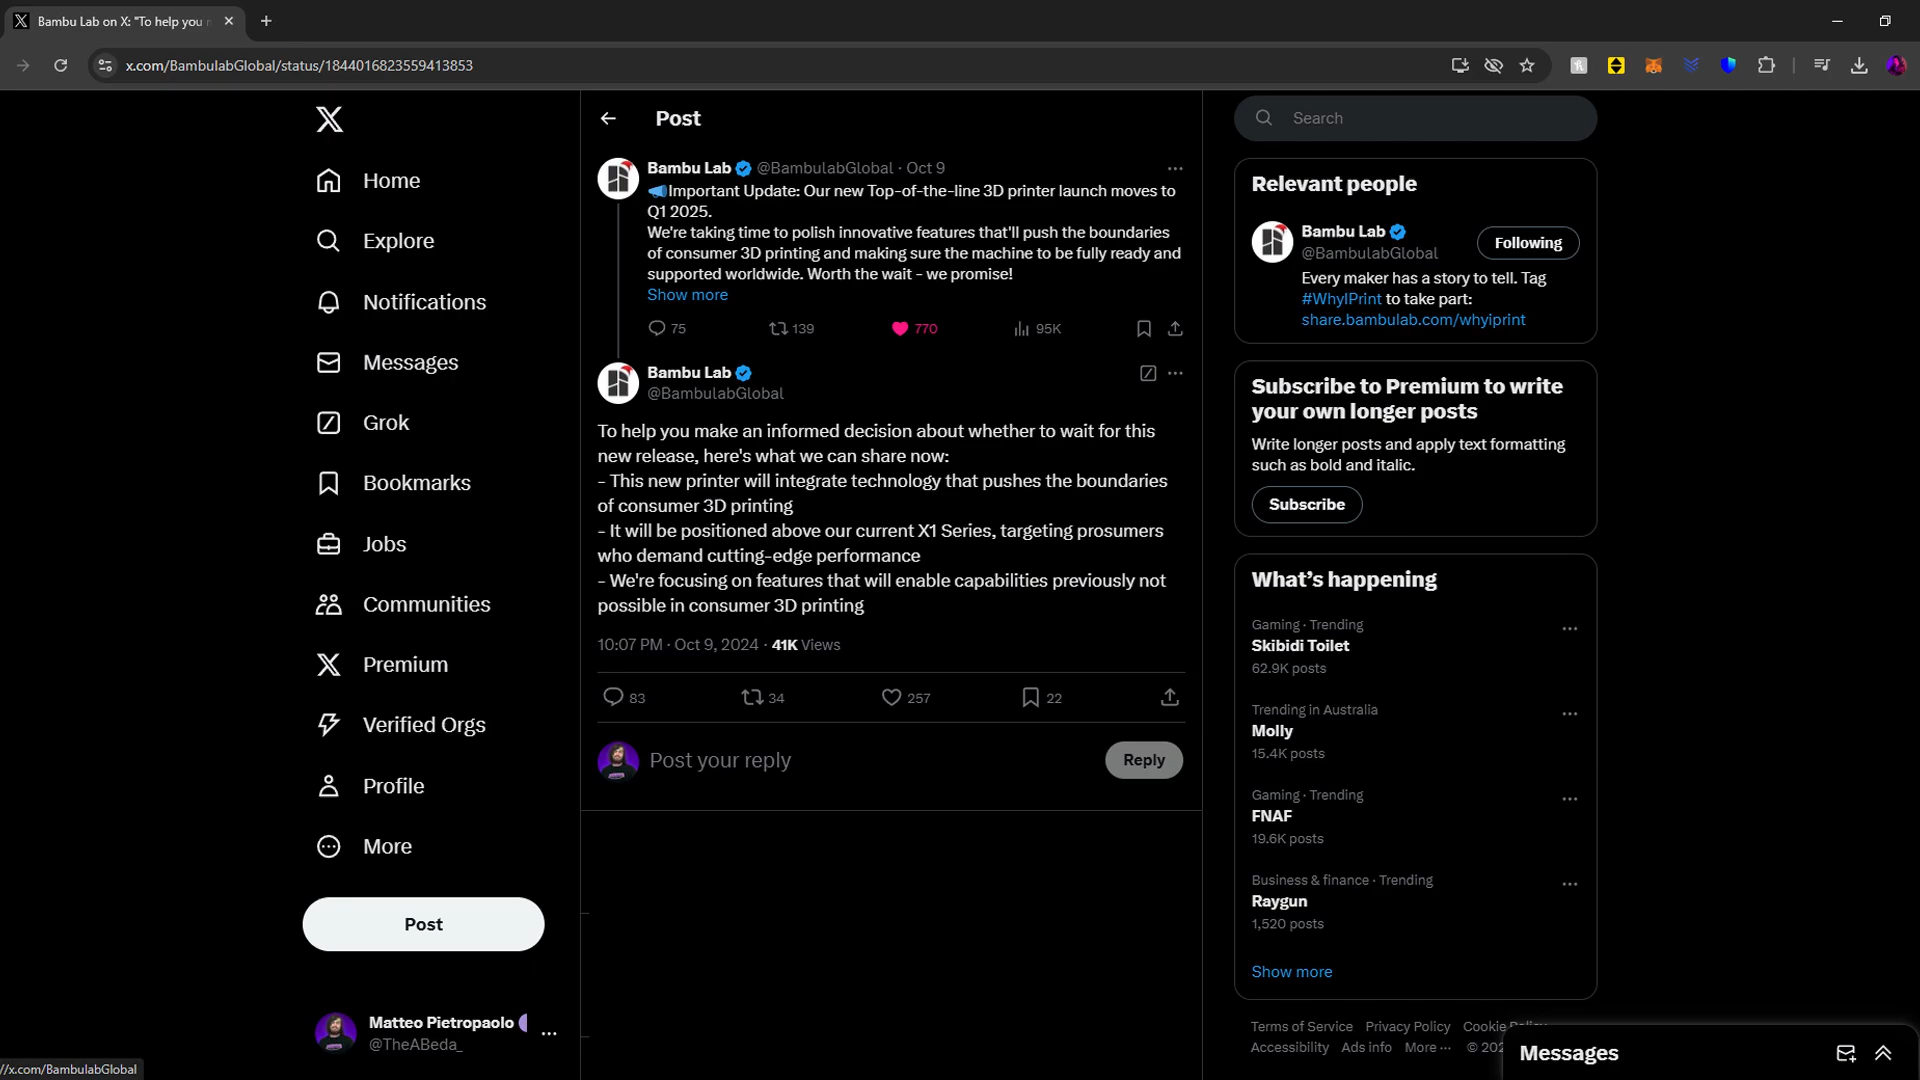 Bambu Lab on X: "To help you
x.com/BambulabGlobal/status/1844016823559413853
Home
Explore
Notifications
Messages
Grok
Bookmarks
Jobs
Communities
Premium
Verified Orgs
Profile
More
Post
Matteo Pietropaolo
@TheABeda_
//x.com/BambulabGlobal
Post
Bambu Lab @BambulabGlobal · Oct 9
Important Update: Our new Top-of-the-line 3D printer launch moves to
Q1 2025.
We're taking time to polish innovative features that'll push the boundaries
of consumer 3D printing and making sure the machine to be fully ready and
supported worldwide. Worth the wait - we promise!
Show more
75 139 770 95K
Bambu Lab
@BambulabGlobal
To help you make an informed decision about whether to wait for this
new release, here's what we can share now:
- This new printer will integrate technology that pushes the boundaries
of consumer 3D printing
- It will be positioned above our current X1 Series, targeting prosumers
who demand cutting-edge performance
- We're focusing on features that will enable capabilities previously not
possible in consumer 3D printing
10:07 PM · Oct 9, 2024 · 41K Views
83 34 257 22
Post your reply
Reply
Search
Relevant people
Bambu Lab
@BambulabGlobal
Following
Every maker has a story to tell. Tag
#WhyIPrint to take part:
share.bambulab.com/whyiprint
Subscribe to Premium to write
your own longer posts
Write longer posts and apply text formatting
such as bold and italic.
Subscribe
What's happening
Gaming · Trending
Skibidi Toilet
62.9K posts
Trending in Australia
Molly
15.4K posts
Gaming · Trending
FNAF
19.6K posts
Business & finance · Trending
Raygun
1,520 posts
Show more
Terms of Service Privacy Policy Cookie Policy
Accessibility Ads info More ··· © 202
Messages